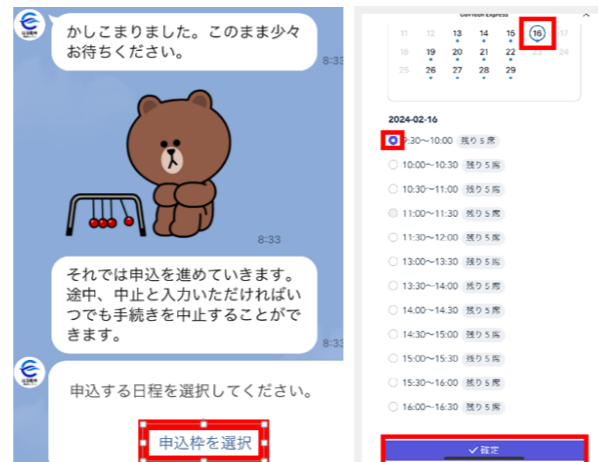 かしこまりました。このまま少々
お待ちください。
8:33
8:33
それでは申込を進めていきます。
途中、中止と入力いただければい
つでも手続きを中止することがで
きます。
8:33
申込する日程を選択してください。
申込枠を選択
GovTech Express
11 12 13 14 15 16 17
18 19 20 21 22 23 24
25 26 27 28 29
2024-02-16
9:30~10:00 残り5席
10:00~10:30 残り5席
10:30~11:00 残り5席
11:00~11:30 残り5席
11:30~12:00 残り5席
13:00~13:30 残り5席
13:30~14:00 残り5席
14:00~14:30 残り5席
14:30~15:00 残り5席
15:00~15:30 残り5席
15:30~16:00 残り5席
16:00~16:30 残り5席
✓確定